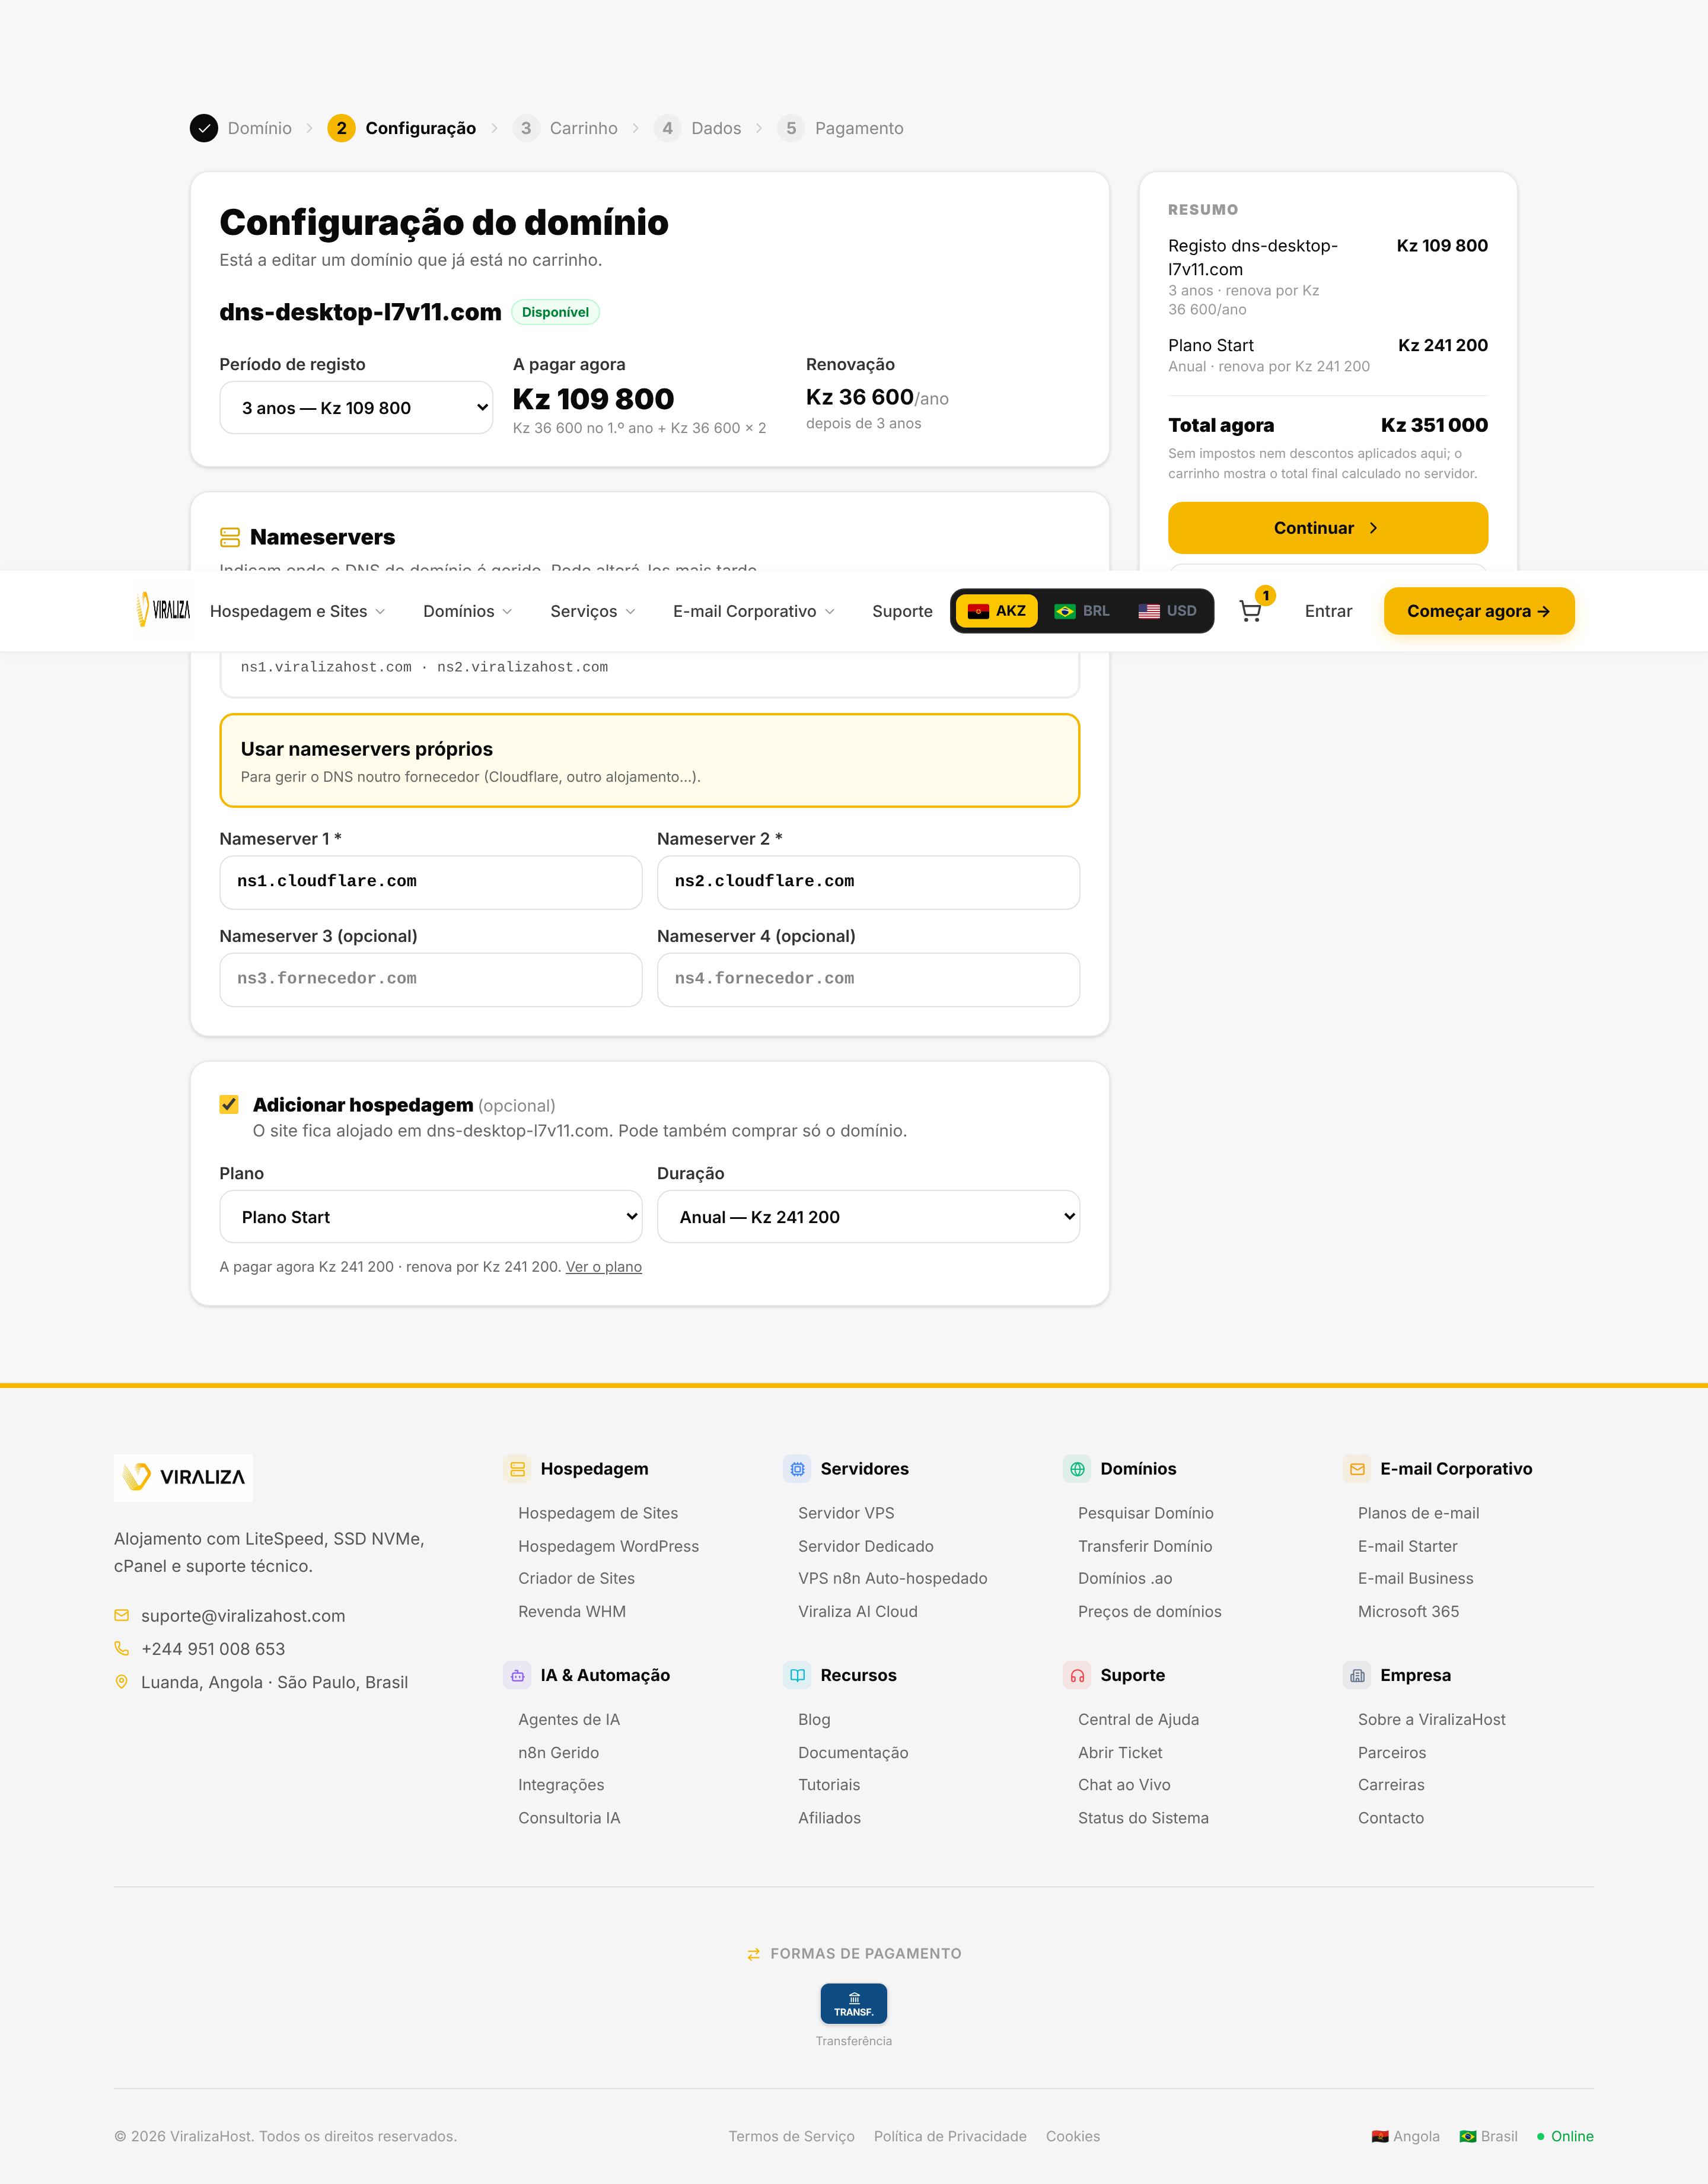 Domínio
2 Configuração
3 Carrinho
4 Dados
5 Pagamento
Configuração do domínio
Está a editar um domínio que já está no carrinho.
dns-desktop-l7v11.com Disponível
Período de registo
3 anos — Kz 109 800
A pagar agora
Kz 109 800
Kz 36 600 no 1.º ano + Kz 36 600 × 2
Renovação
Kz 36 600/ano
depois de 3 anos
RESUMO
Registo dns-desktop-
l7v11.com
Kz 109 800
3 anos · renova por Kz
36 600/ano
Plano Start Kz 241 200
Anual · renova por Kz 241 200
Total agora Kz 351 000
Sem impostos nem descontos aplicados aqui; o
carrinho mostra o total final calculado no servidor.
Continuar
Nameservers
Indicam onde o DNS do domínio é gerido. Pode alterá-los mais tarde.
VIRALIZA Hospedagem e Sites Domínios Serviços E-mail Corporativo Suporte AKZ BRL USD 1 Entrar Começar agora →
ns1.viralizahost.com · ns2.viralizahost.com
Usar nameservers próprios
Para gerir o DNS noutro fornecedor (Cloudflare, outro alojamento...).
Nameserver 1 * Nameserver 2 *
ns1.cloudflare.com ns2.cloudflare.com
Nameserver 3 (opcional) Nameserver 4 (opcional)
ns3.fornecedor.com ns4.fornecedor.com
Adicionar hospedagem (opcional)
O site fica alojado em dns-desktop-l7v11.com. Pode também comprar só o domínio.
Plano Duração
Plano Start Anual — Kz 241 200
A pagar agora Kz 241 200 · renova por Kz 241 200. Ver o plano
VIRALIZA
Alojamento com LiteSpeed, SSD NVMe,
cPanel e suporte técnico.
suporte@viralizahost.com
+244 951 008 653
Luanda, Angola · São Paulo, Brasil
Hospedagem
Hospedagem de Sites
Hospedagem WordPress
Criador de Sites
Revenda WHM
Servidores
Servidor VPS
Servidor Dedicado
VPS n8n Auto-hospedado
Viraliza AI Cloud
Domínios
Pesquisar Domínio
Transferir Domínio
Domínios .ao
Preços de domínios
E-mail Corporativo
Planos de e-mail
E-mail Starter
E-mail Business
Microsoft 365
IA & Automação
Agentes de IA
n8n Gerido
Integrações
Consultoria IA
Recursos
Blog
Documentação
Tutoriais
Afiliados
Suporte
Central de Ajuda
Abrir Ticket
Chat ao Vivo
Status do Sistema
Empresa
Sobre a ViralizaHost
Parceiros
Carreiras
Contacto
FORMAS DE PAGAMENTO
TRANSF.
Transferência
© 2026 ViralizaHost. Todos os direitos reservados.
Termos de Serviço Política de Privacidade Cookies
Angola Brasil Online